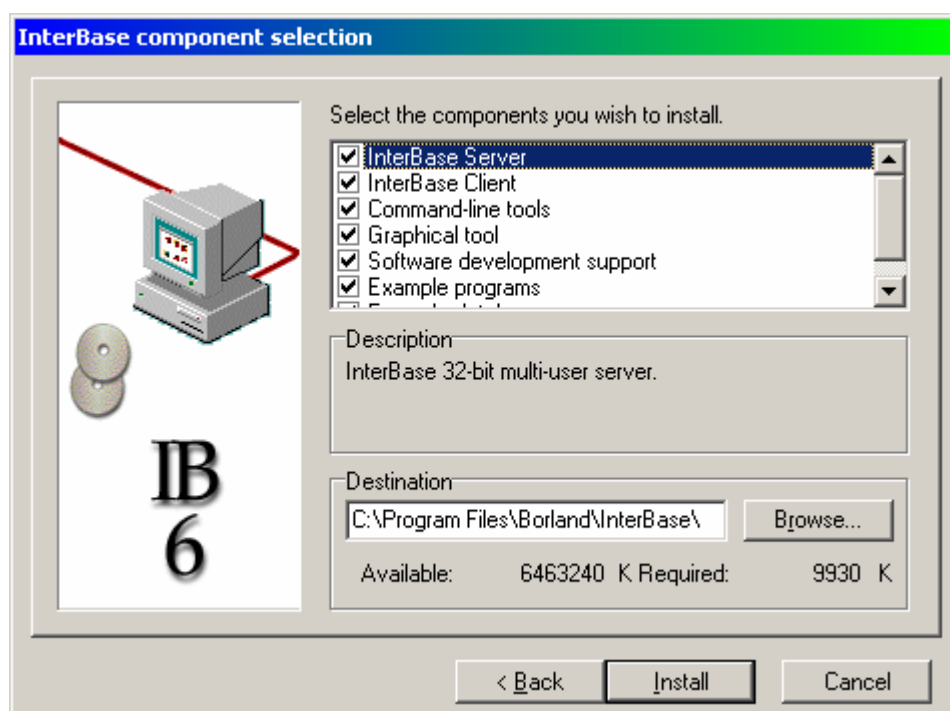 InterBase component selection
Select the components you wish to install.
InterBase Server
InterBase Client
Command-line tools
Graphical tool
Software development support
Example programs
Description
InterBase 32-bit multi-user server.
IB
6
Destination
C:\Program Files\Borland\InterBase\
Browse...
Available: 6463240 K Required: 9930 K
< Back Install Cancel